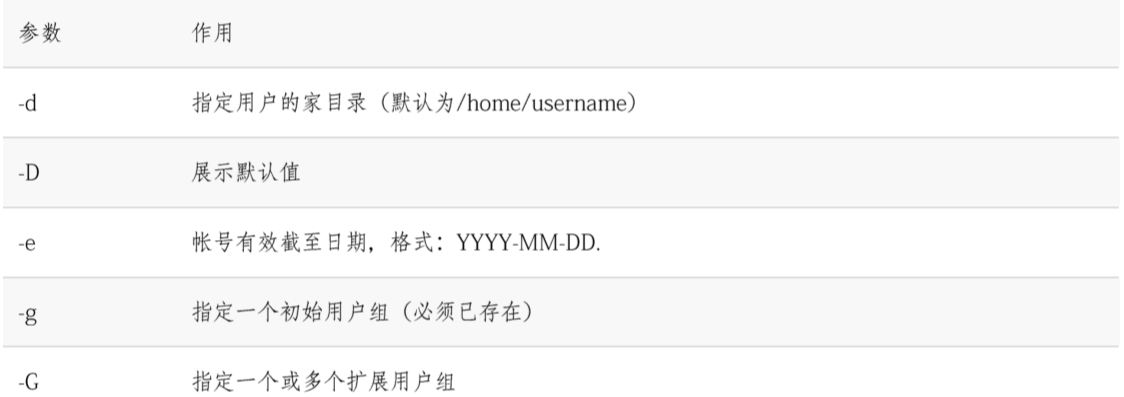 参数 作用
-d 指定用户的家目录（默认为/home/username）
-D 展示默认值
-e 帐号有效截至日期，格式：YYYY-MM-DD.
-g 指定一个初始用户组（必须已存在）
-G 指定一个或多个扩展用户组